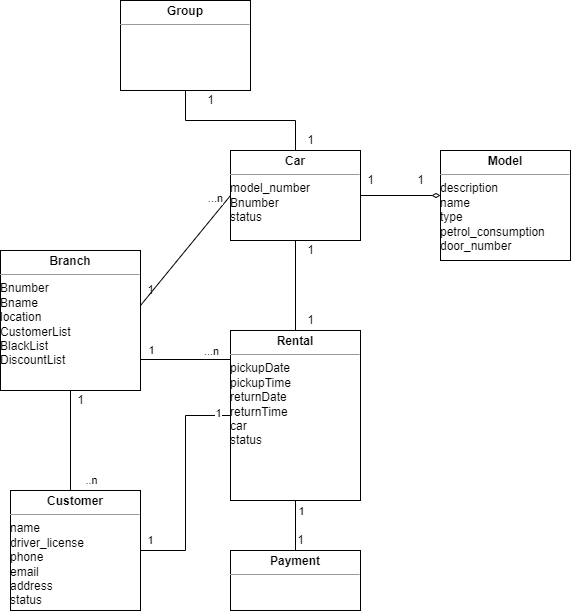 Group
1
1
Car
model_number
Bnumber
status
1
1
Model
description
name
type
petrol_consumption
door_number
...n
1
1
1
Branch
Bnumber
Bname
location
CustomerList
BlackList
DiscountList
1
...n
Rental
pickupDate
pickupTime
returnDate
returnTime
car
status
1
1
..n
1
Customer
name
driver_license
phone
email
address
status
1
1
Payment